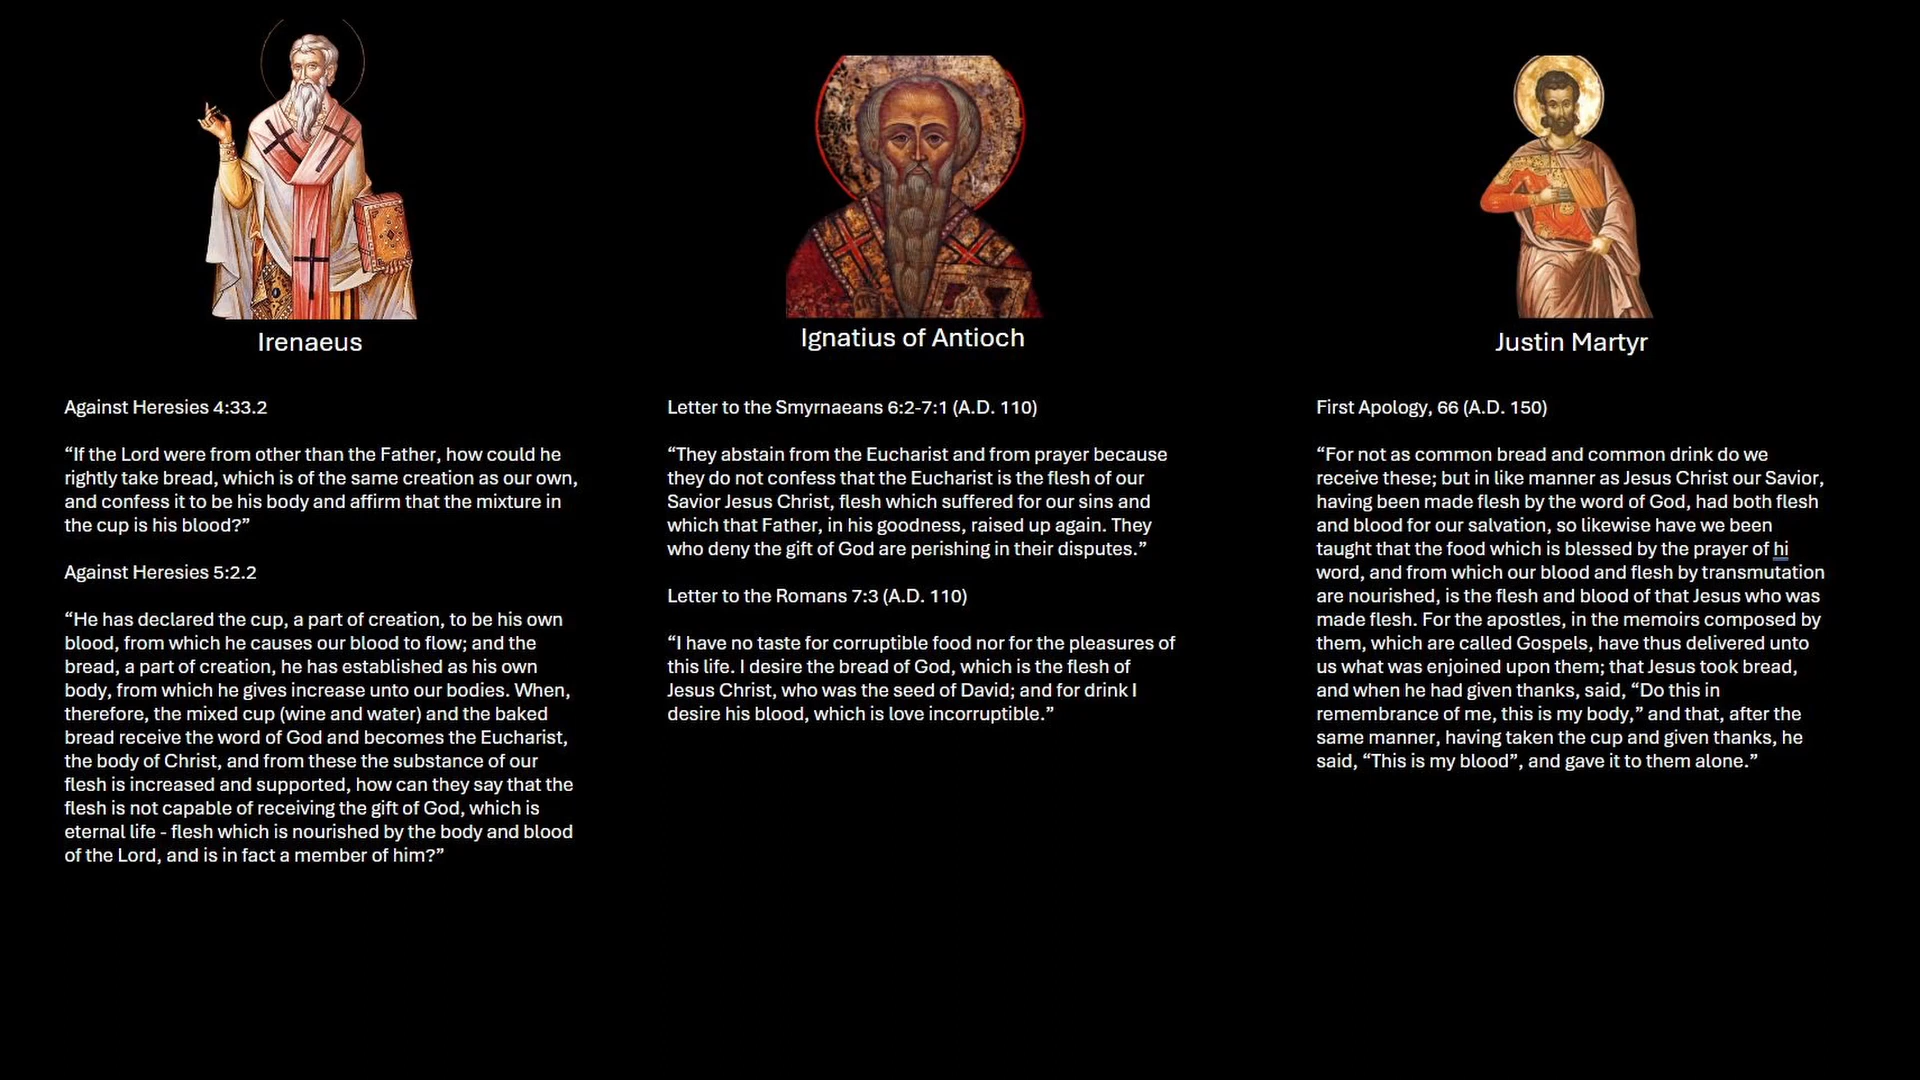 Irenaeus
Against Heresies 4:33.2
“If the Lord were from other than the Father, how could he
rightly take bread, which is of the same creation as our own,
and confess it to be his body and affirm that the mixture in
the cup is his blood?”
Against Heresies 5:2.2
“He has declared the cup, a part of creation, to be his own
blood, from which he causes our blood to flow; and the
bread, a part of creation, he has established as his own
body, from which he gives increase unto our bodies. When,
therefore, the mixed cup (wine and water) and the baked
bread receive the word of God and becomes the Eucharist,
the body of Christ, and from these the substance of our
flesh is increased and supported, how can they say that the
flesh is not capable of receiving the gift of God, which is
eternal life - flesh which is nourished by the body and blood
of the Lord, and is in fact a member of him?”
Ignatius of Antioch
Letter to the Smyrnaeans 6:2-7:1 (A.D. 110)
“They abstain from the Eucharist and from prayer because
they do not confess that the Eucharist is the flesh of our
Savior Jesus Christ, flesh which suffered for our sins and
which that Father, in his goodness, raised up again. They
who deny the gift of God are perishing in their disputes.”
Letter to the Romans 7:3 (A.D. 110)
“I have no taste for corruptible food nor for the pleasures of
this life. I desire the bread of God, which is the flesh of
Jesus Christ, who was the seed of David; and for drink I
desire his blood, which is love incorruptible.”
Justin Martyr
First Apology, 66 (A.D. 150)
“For not as common bread and common drink do we
receive these; but in like manner as Jesus Christ our Savior,
having been made flesh by the word of God, had both flesh
and blood for our salvation, so likewise have we been
taught that the food which is blessed by the prayer of hi
word, and from which our blood and flesh by transmutation
are nourished, is the flesh and blood of that Jesus who was
made flesh. For the apostles, in the memoirs composed by
them, which are called Gospels, have thus delivered unto
us what was enjoined upon them; that Jesus took bread,
and when he had given thanks, said, “Do this in
remembrance of me, this is my body,” and that, after the
same manner, having taken the cup and given thanks, he
said, “This is my blood”, and gave it to them alone.”